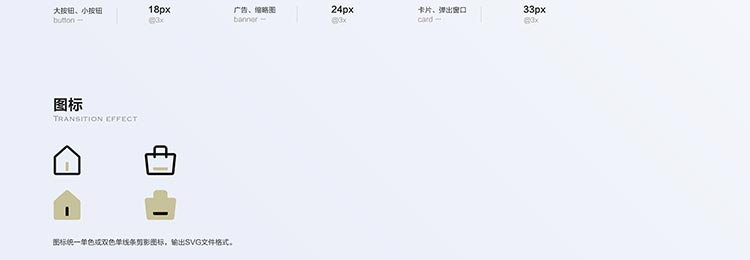 大按钮、小按钮 18px 广告、缩略图 24px 卡片、弹出窗口 33px
button -- @3x banner -- @3x card -- @3x
图标
TRANSITION EFFECT
图标统一单色或双色单线条剪影图标，输出SVG文件格式。